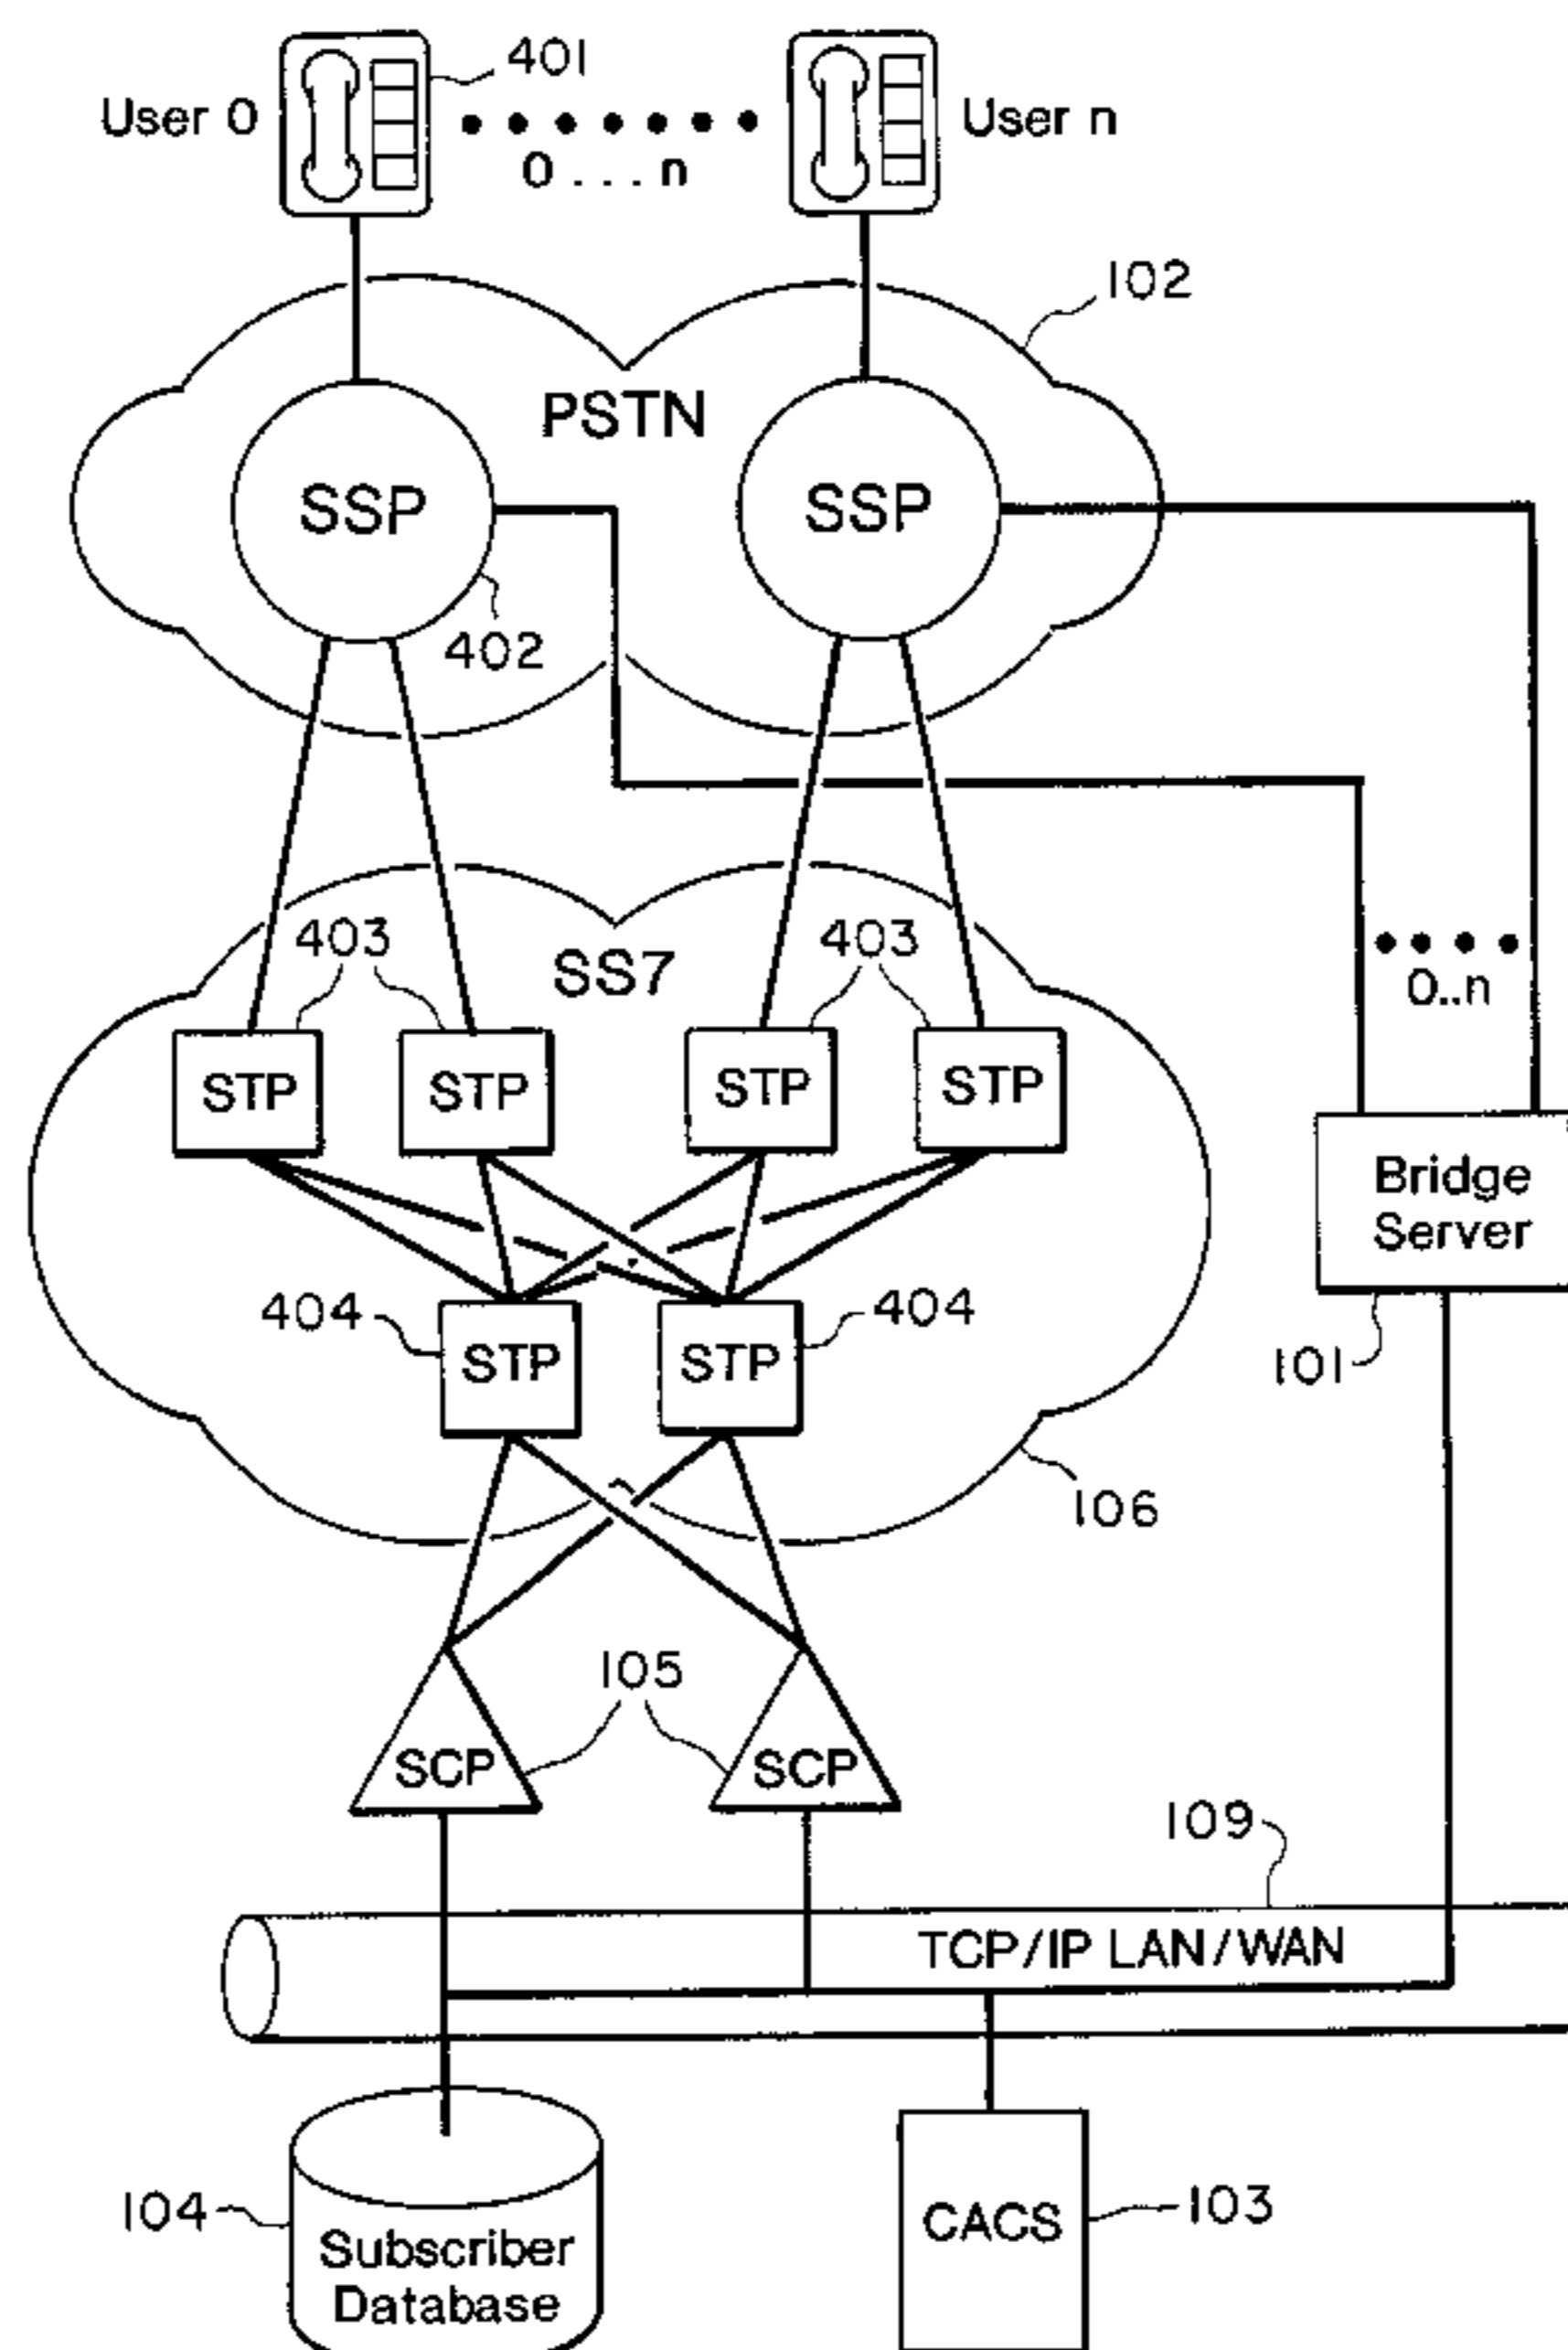 401
User 0
User n
0 . . . n
102
PSTN
SSP
SSP
402
403
403
SS7
0..n
STP
STP
STP
STP
Bridge
Server
404
404
STP
STP
101
106
105
SCP
SCP
109
TCP/IP LAN/WAN
104
CACS
103
Subscriber
Database